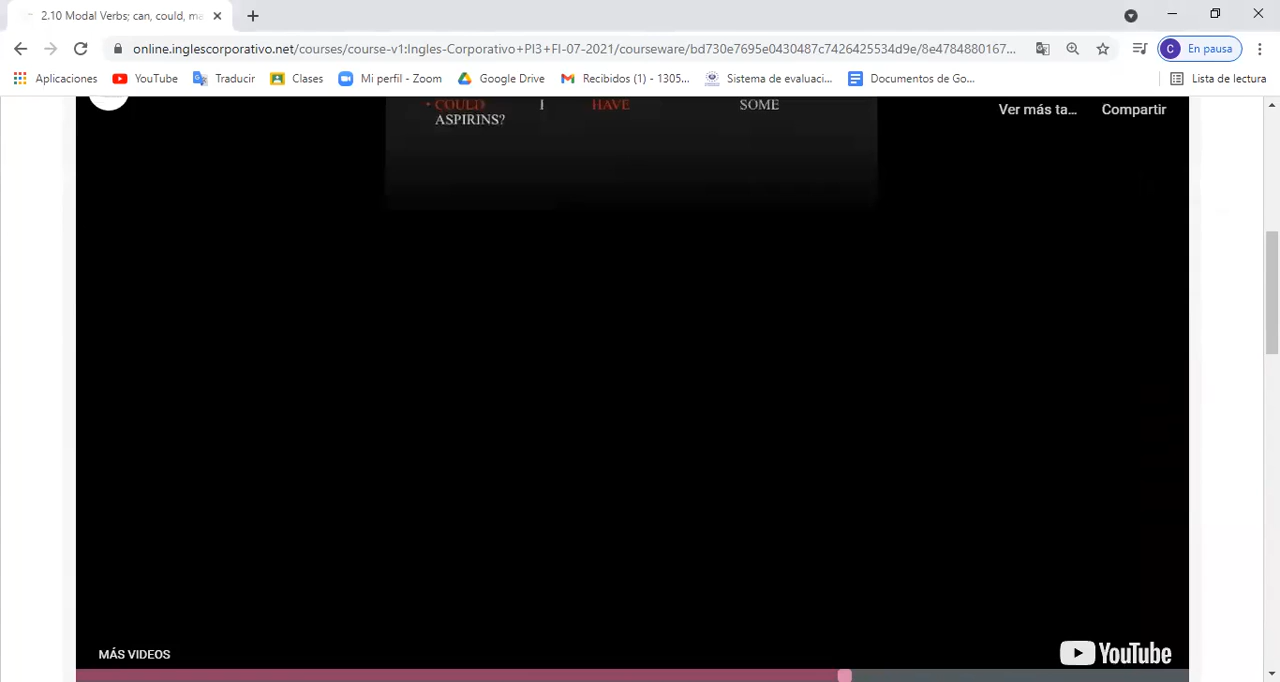 2.10 Modal Verbs; can, could, ma
online.inglescorporativo.net/courses/course-v1:Ingles-Corporativo+PI3+FI-07-2021/courseware/bd730e7695e0430487c7426425534d9e/8e4784880167...
C En pausa
Aplicaciones YouTube Traducir Clases Mi perfil - Zoom Google Drive Recibidos (1) - 1305... Sistema de evaluaci... Documentos de Go... Lista de lectura
• COULD I HAVE SOME
ASPIRINS?
Ver más ta... Compartir
MÁS VIDEOS
YouTube